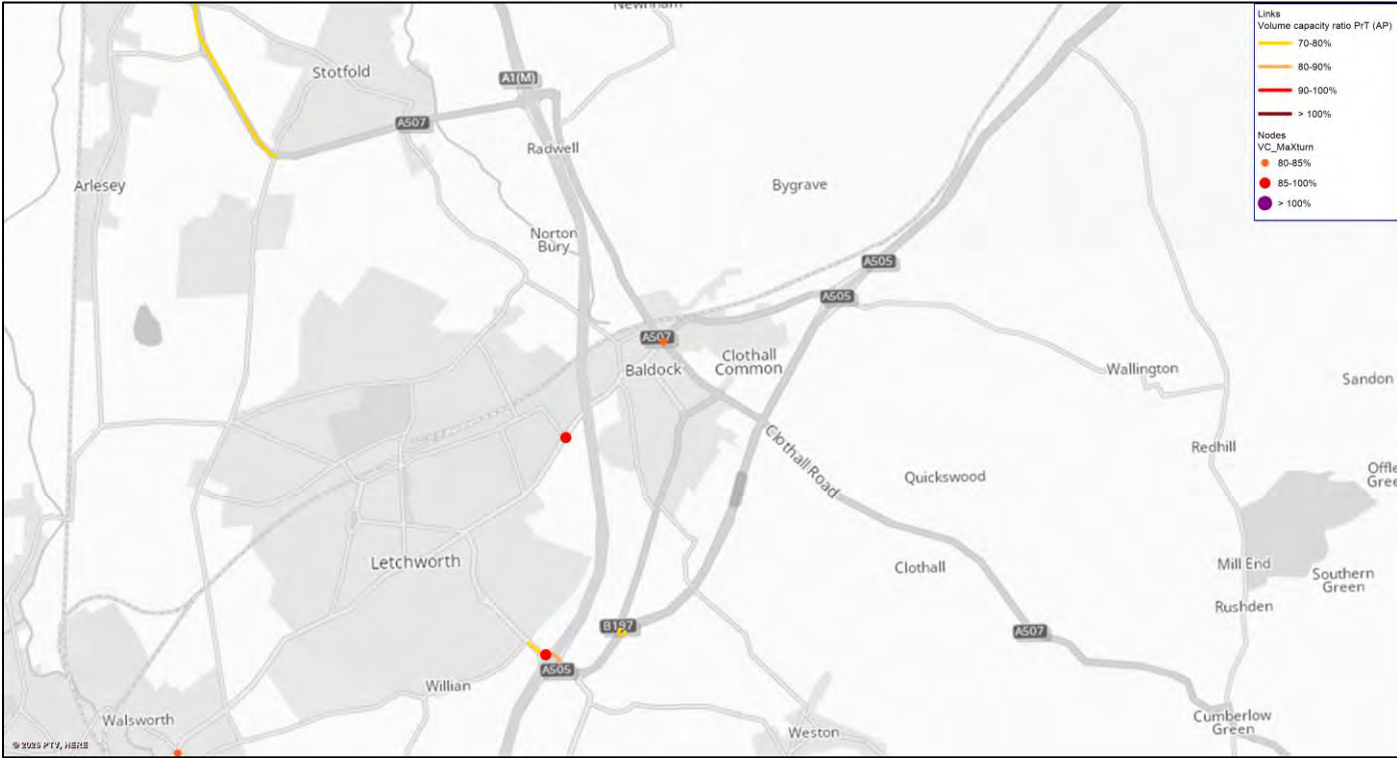 Newnham
Links
Volume capacity ratio PrT (AP)
70-80%
80-90%
90-100%
> 100%
Nodes
VC_MaXturn
80-85%
85-100%
> 100%
Stotfold
A1(M)
A507
Radwell
Arlesey
Bygrave
Norton
Bury
A505
A505
A507
Baldock
Clothall
Common
Wallington
Sandon
Clothall Road
Redhill
Quickswood
Letchworth
Clothall
Mill End
Southern
Green
Rushden
B197
A507
A505
Willian
Walsworth
Weston
Cumberlow
Green
PTV, HERE